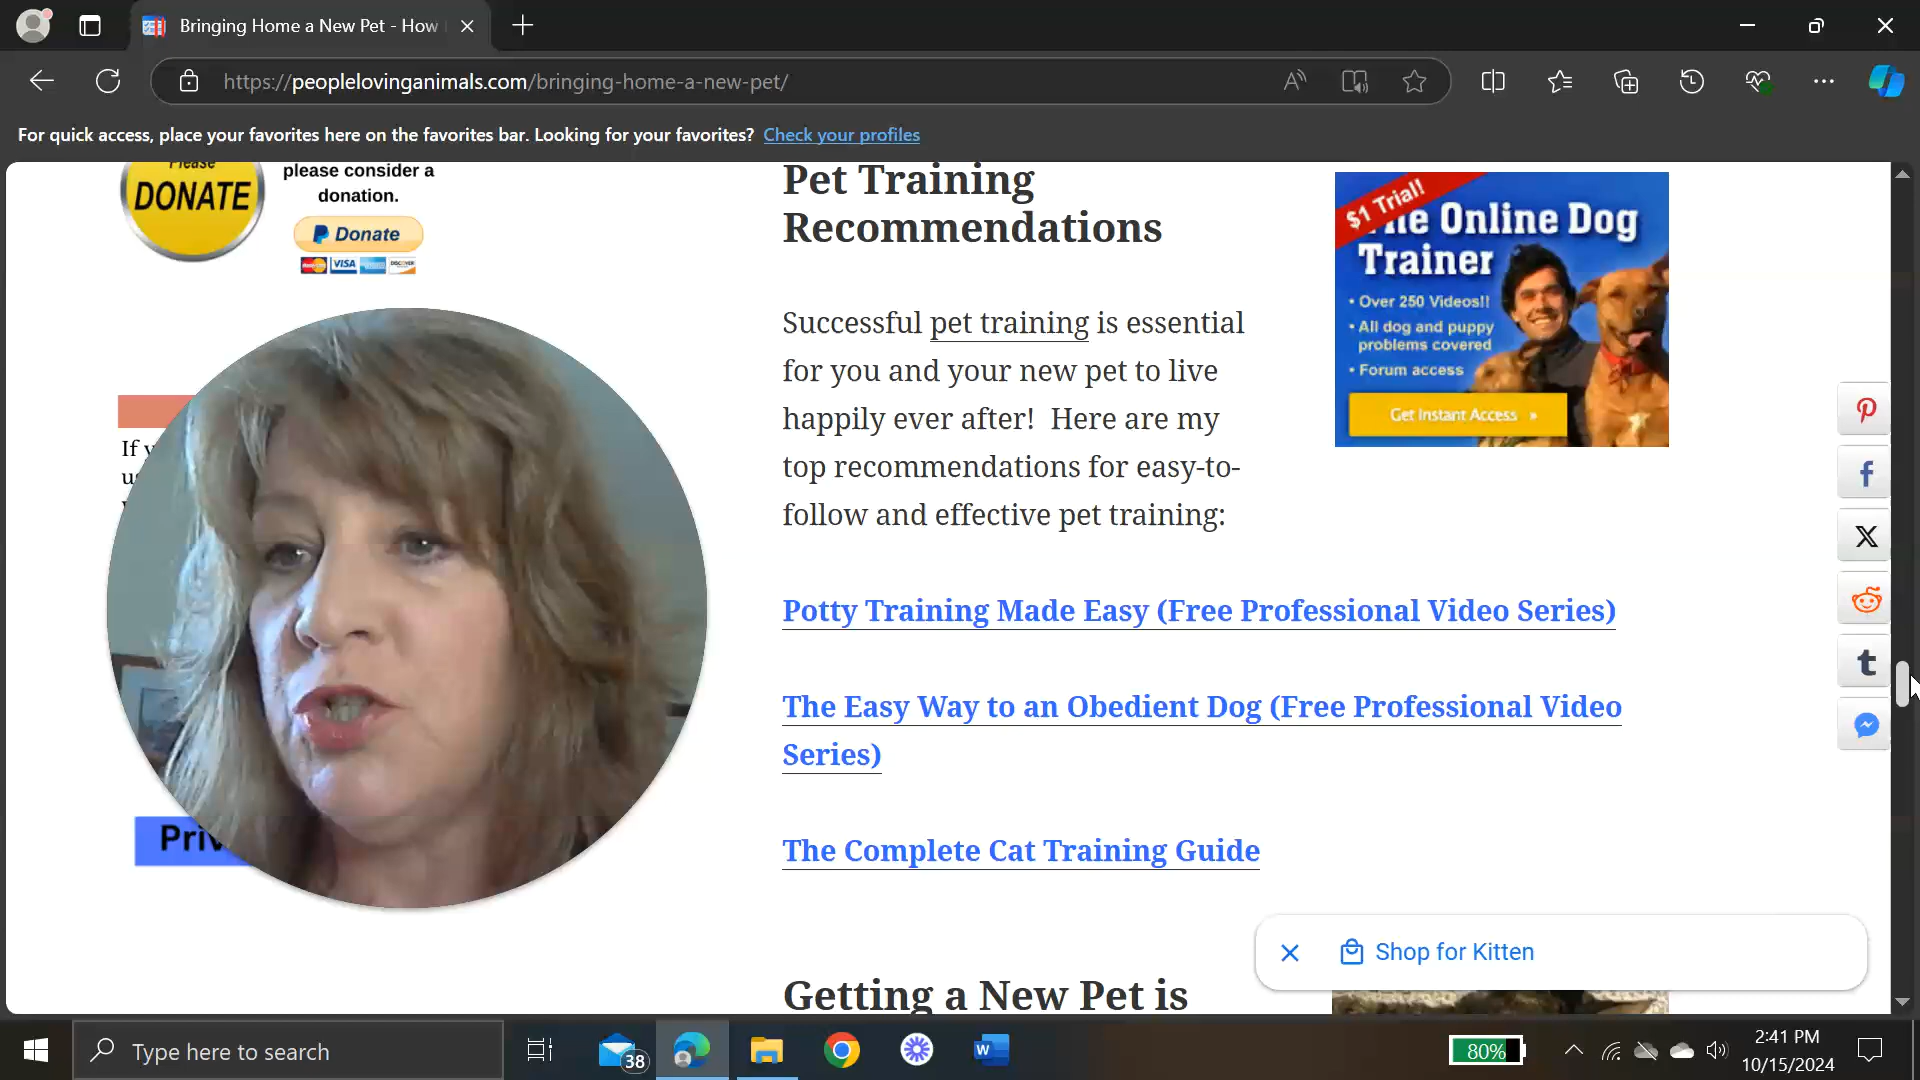 Bringing Home a New Pet - How
https://peoplelovinganimals.com/bringing-home-a-new-pet/
For quick access, place your favorites here on the favorites bar. Looking for your favorites? Check your profiles
Please
DONATE
please consider a
donation.
Donate
VISA
Pet Training
Recommendations
Successful pet training is essential
for you and your new pet to live
happily ever after! Here are my
top recommendations for easy-to-
follow and effective pet training:
Potty Training Made Easy (Free Professional Video Series)
The Easy Way to an Obedient Dog (Free Professional Video
Series)
The Complete Cat Training Guide
Getting a New Pet is
$1 Trial!
The Online Dog
Trainer
• Over 250 Videos!!
• All dog and puppy
problems covered
• Forum access
Get Instant Access »
If
Shop for Kitten
Type here to search
38
80%
2:41 PM
10/15/2024